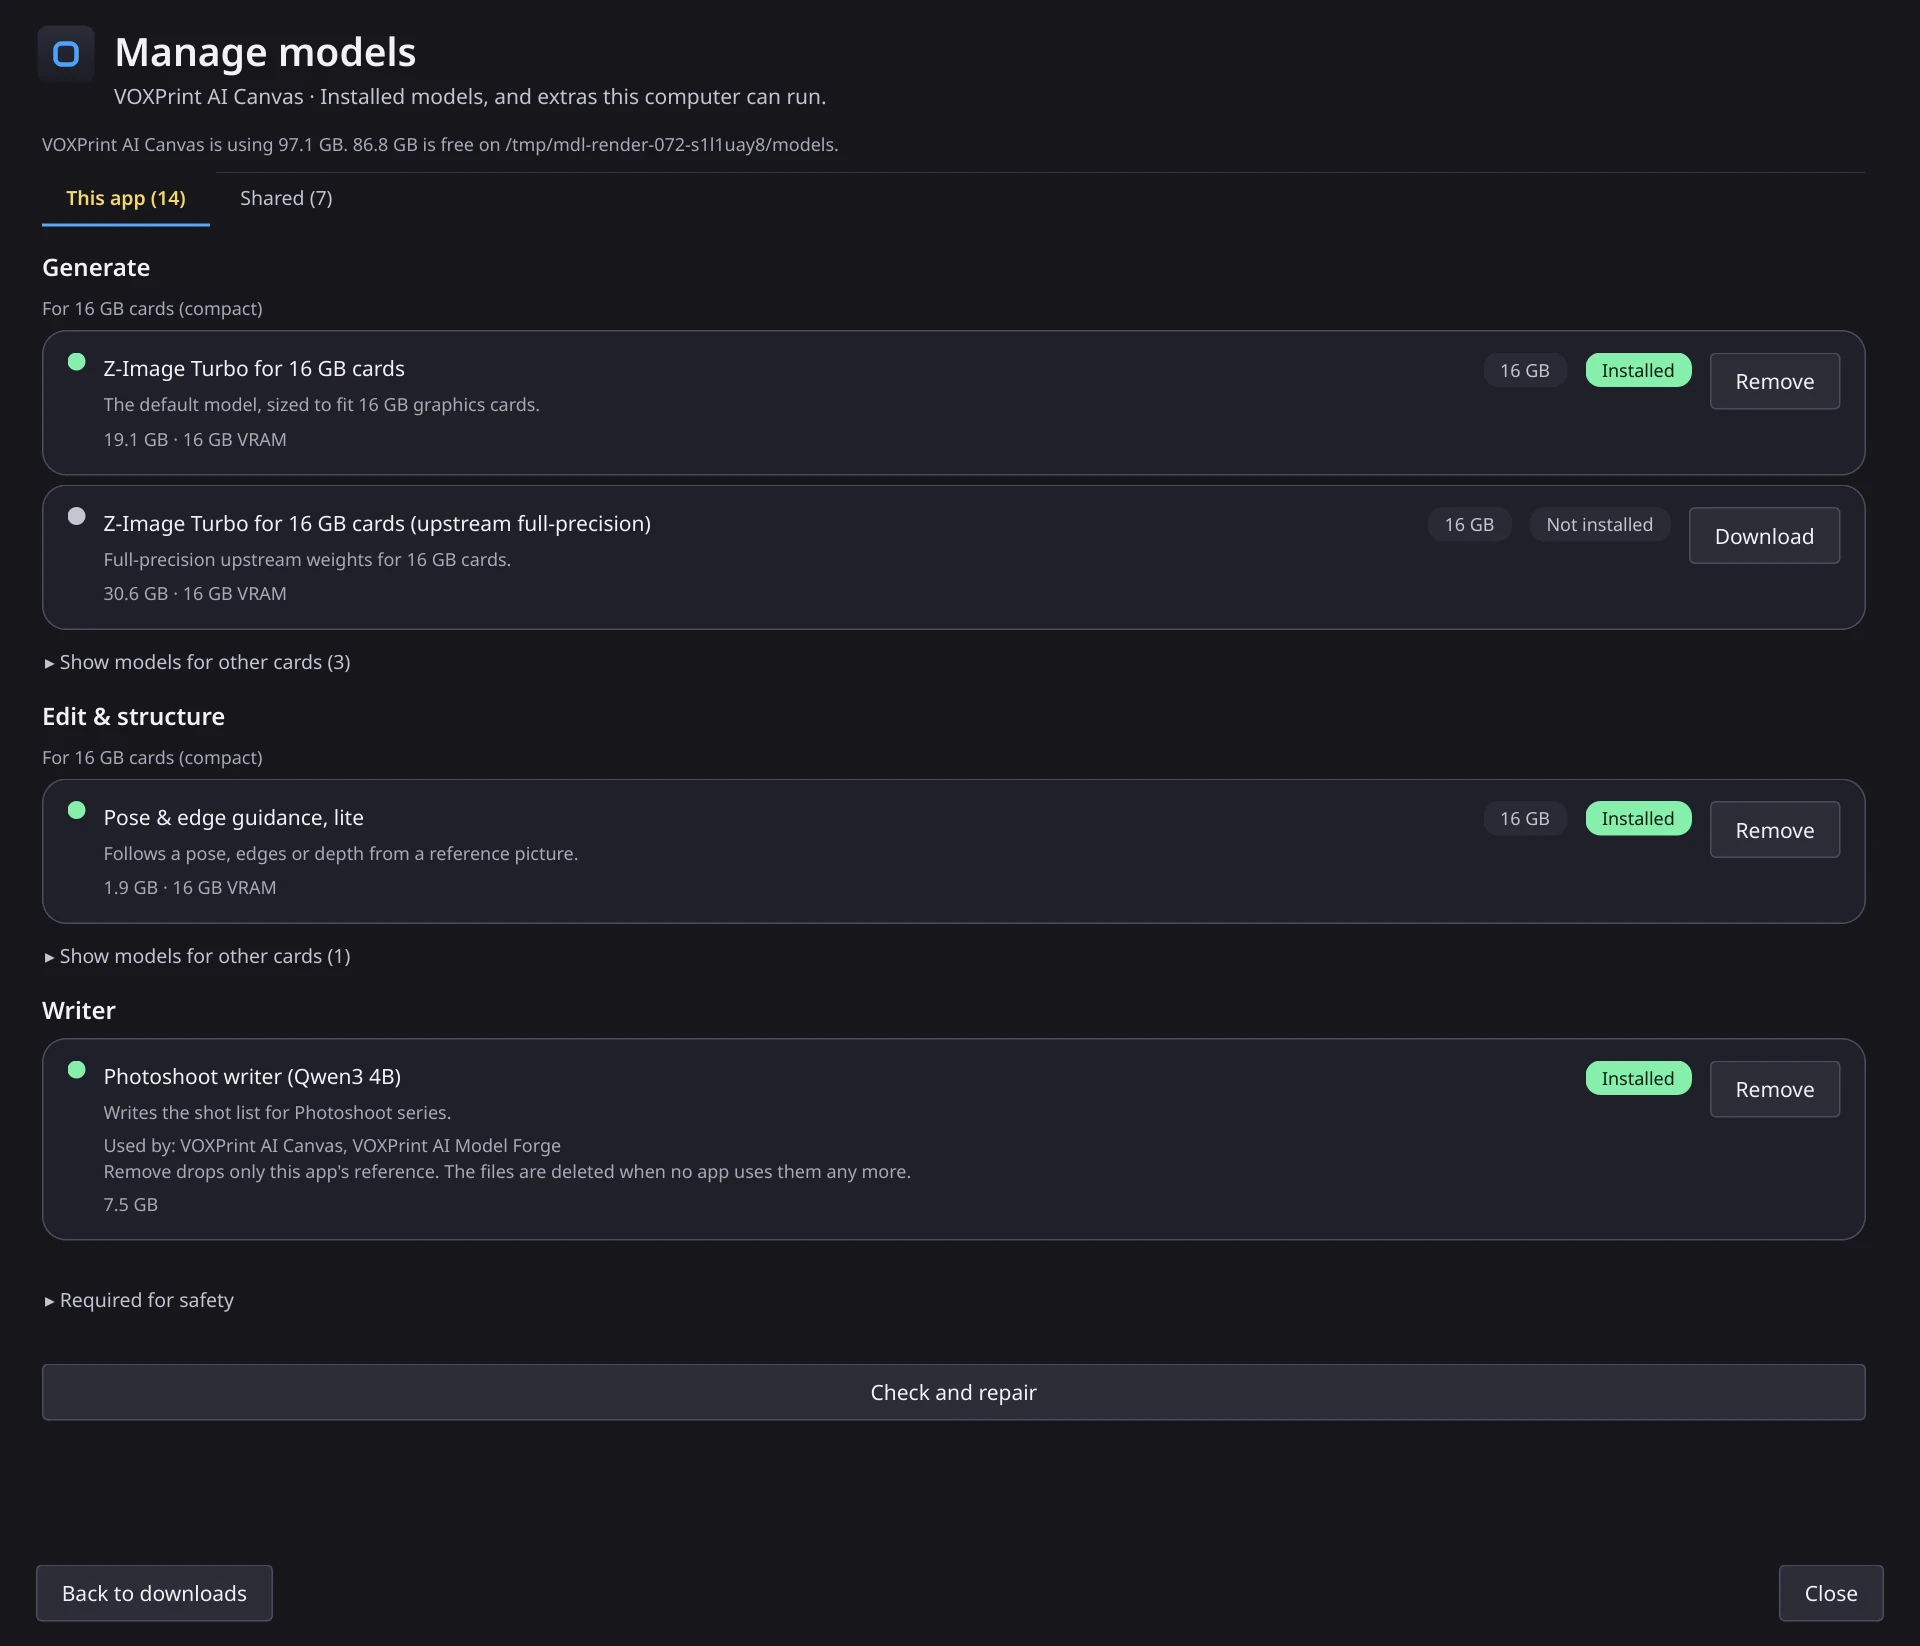 Manage models
VOXPrint AI Canvas · Installed models, and extras this computer can run.
VOXPrint AI Canvas is using 97.1 GB. 86.8 GB is free on /tmp/mdl-render-072-s1l1uay8/models.
This app (14)
Shared (7)
Generate
For 16 GB cards (compact)
Z-Image Turbo for 16 GB cards
16 GB
Installed
Remove
The default model, sized to fit 16 GB graphics cards.
19.1 GB · 16 GB VRAM
Z-Image Turbo for 16 GB cards (upstream full-precision)
16 GB
Not installed
Download
Full-precision upstream weights for 16 GB cards.
30.6 GB · 16 GB VRAM
▸ Show models for other cards (3)
Edit & structure
For 16 GB cards (compact)
Pose & edge guidance, lite
16 GB
Installed
Remove
Follows a pose, edges or depth from a reference picture.
1.9 GB · 16 GB VRAM
▸ Show models for other cards (1)
Writer
Photoshoot writer (Qwen3 4B)
Installed
Remove
Writes the shot list for Photoshoot series.
Used by: VOXPrint AI Canvas, VOXPrint AI Model Forge
Remove drops only this app's reference. The files are deleted when no app uses them any more.
7.5 GB
▸ Required for safety
Check and repair
Back to downloads
Close